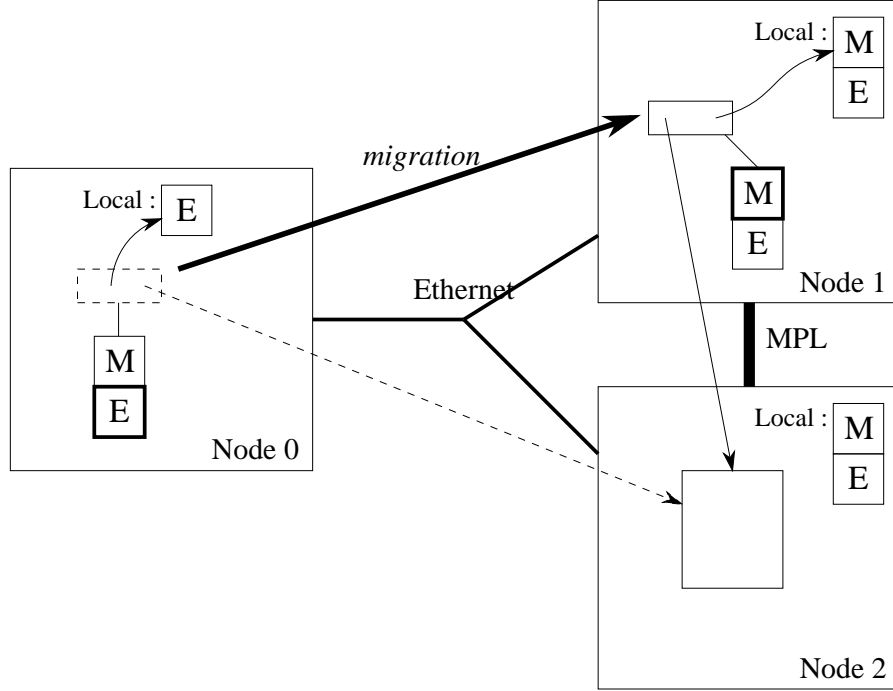 Local :
E
M
E
Node 0
migration
Ethernet
Local :
M
E
M
E
Node 1
MPL
Local :
M
E
Node 2